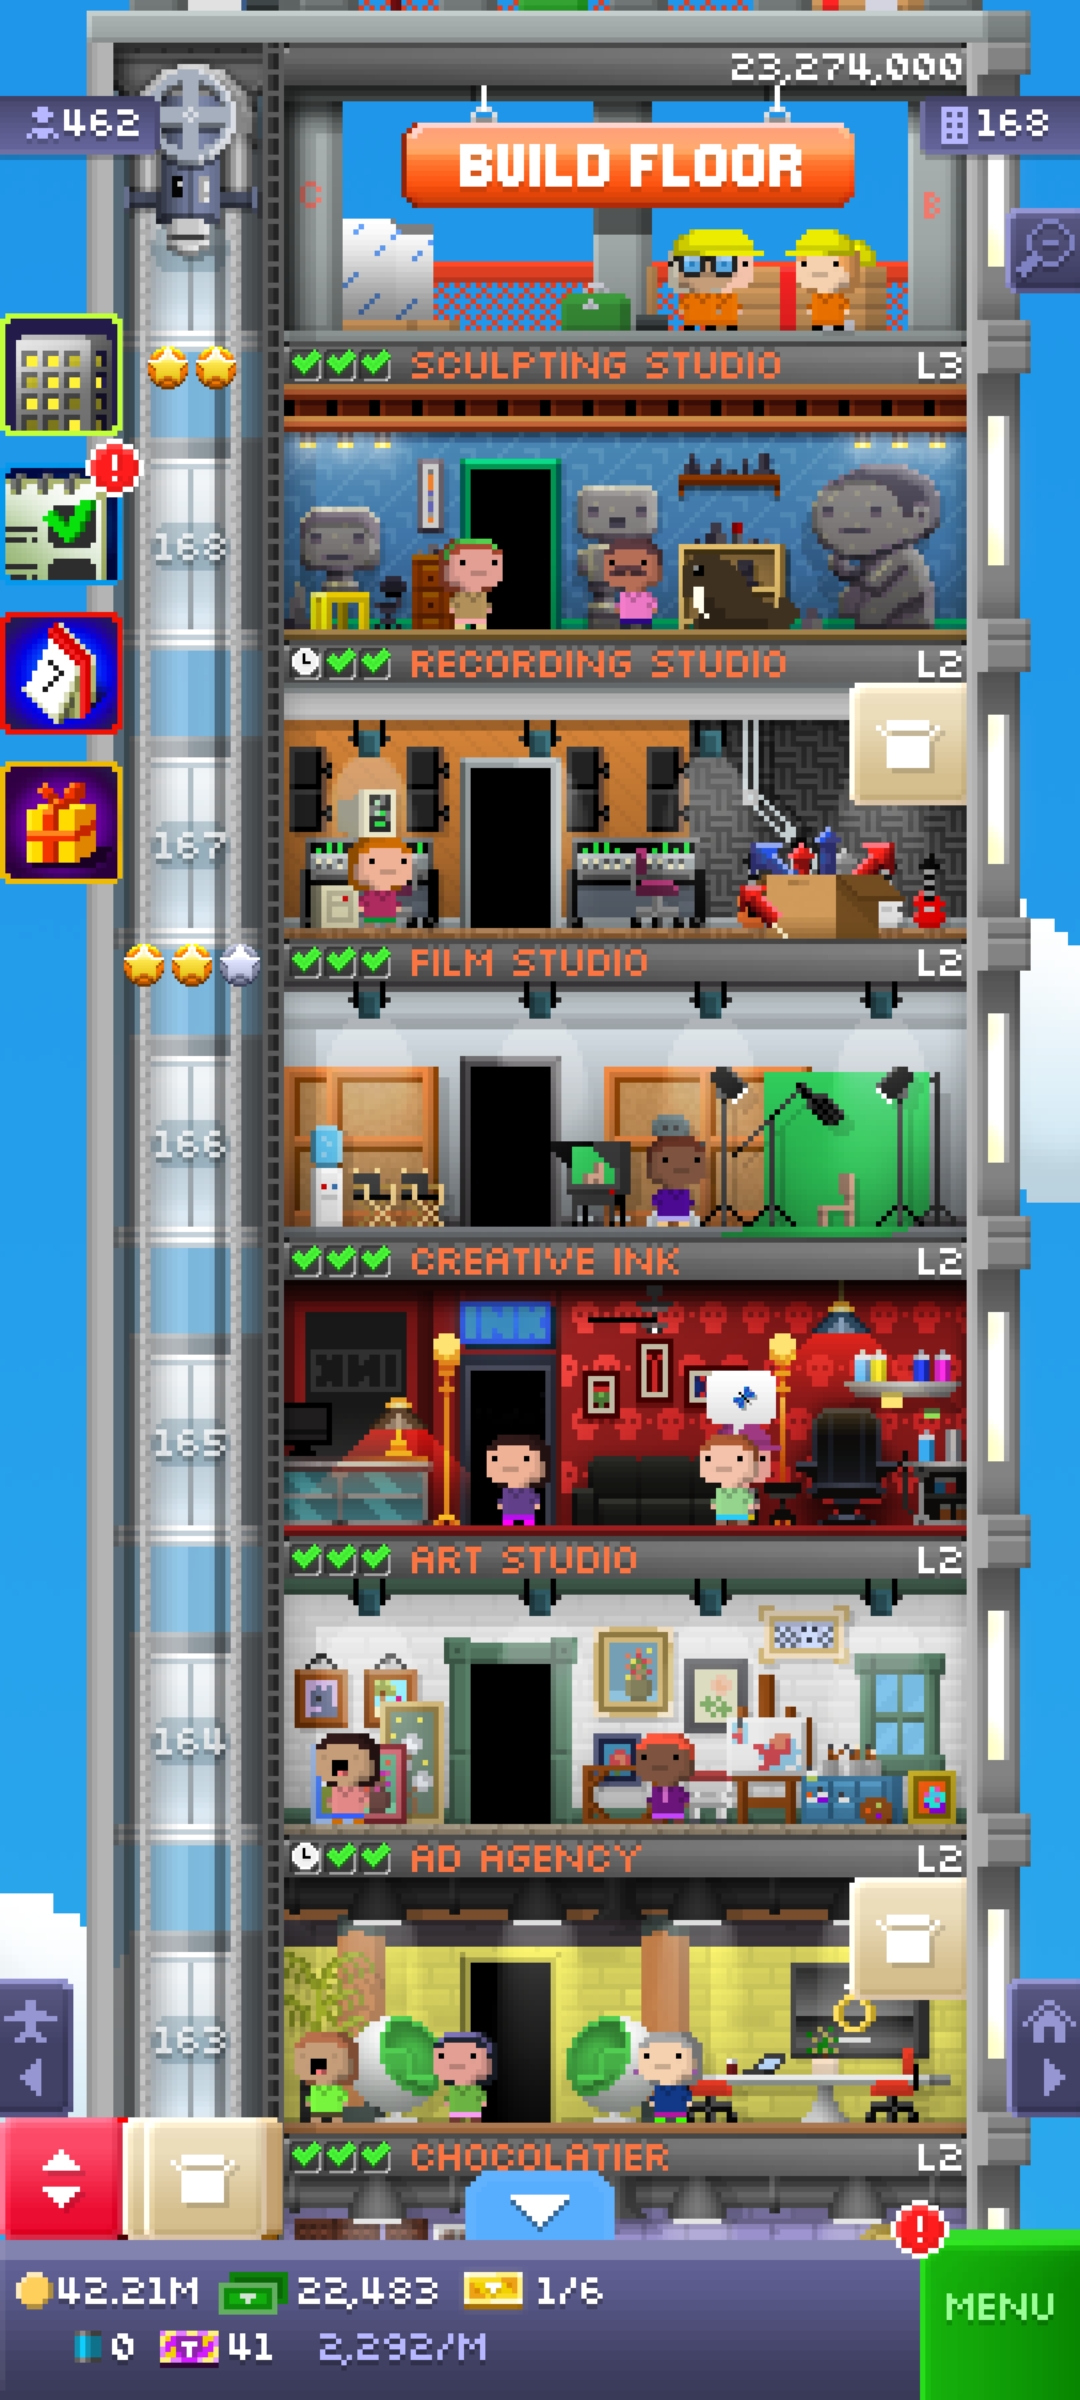 23,274,000
462
168
BUILD FLOOR
C
B
SCULPTING STUDIO L3
168
RECORDING STUDIO L2
167
FILM STUDIO L2
166
CREATIVE INK L2
INK
165
ART STUDIO L2
164
AD AGENCY L2
163
CHOCOLATIER L2
42.21M 22,483 1/6
0 41 2,292/M
MENU